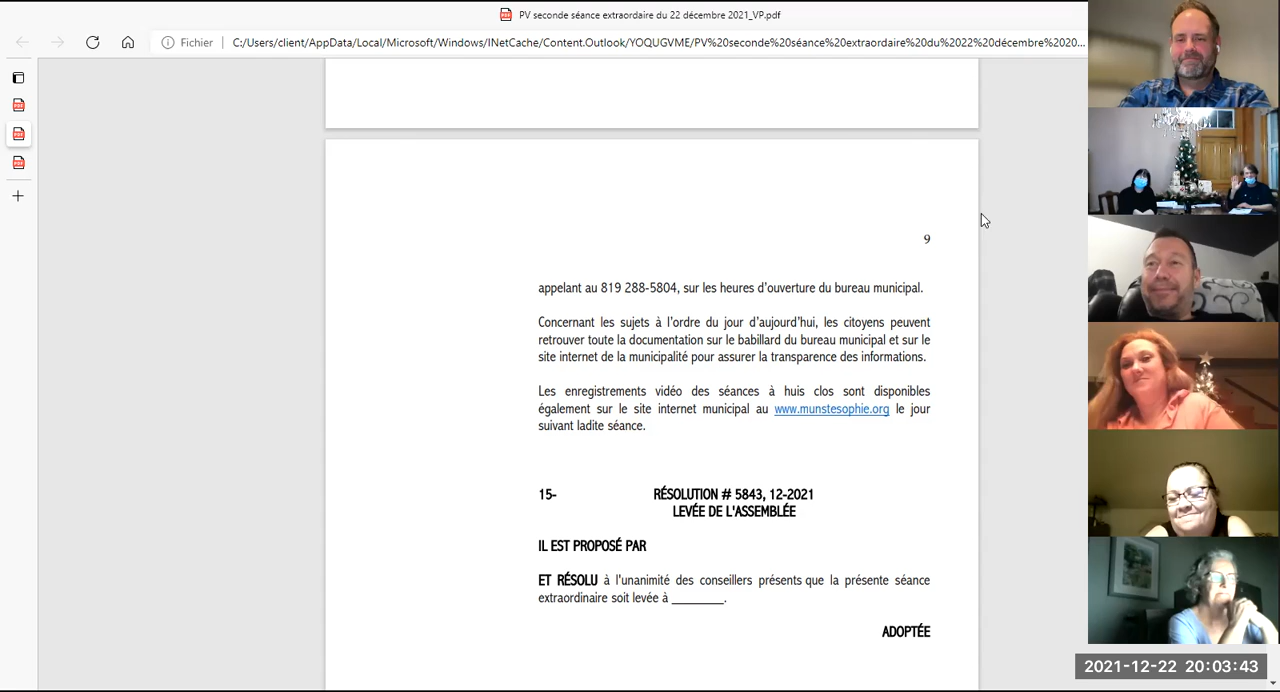 PV seconde séance extraordaire du 22 décembre 2021_VP.pdf
Fichier
C:/Users/client/AppData/Local/Microsoft/Windows/INetCache/Content.Outlook/YOQUGVME/PV%20seconde%20séance%20extraordaire%20du%2022%20décembre%2020...
9
appelant au 819 288-5804, sur les heures d'ouverture du bureau municipal.
Concernant les sujets à l'ordre du jour d'aujourd'hui, les citoyens peuvent
retrouver toute la documentation sur le babillard du bureau municipal et sur le
site internet de la municipalité pour assurer la transparence des informations.
Les enregistrements vidéo des séances à huis clos sont disponibles
également sur le site internet municipal au www.munstesophie.org le jour
suivant ladite séance.
15- RÉSOLUTION # 5843, 12-2021
LEVÉE DE L'ASSEMBLÉE
IL EST PROPOSÉ PAR
ET RÉSOLU à l'unanimité des conseillers présents que la présente séance
extraordinaire soit levée à ________.
ADOPTÉE
2021-12-22 20:03:43